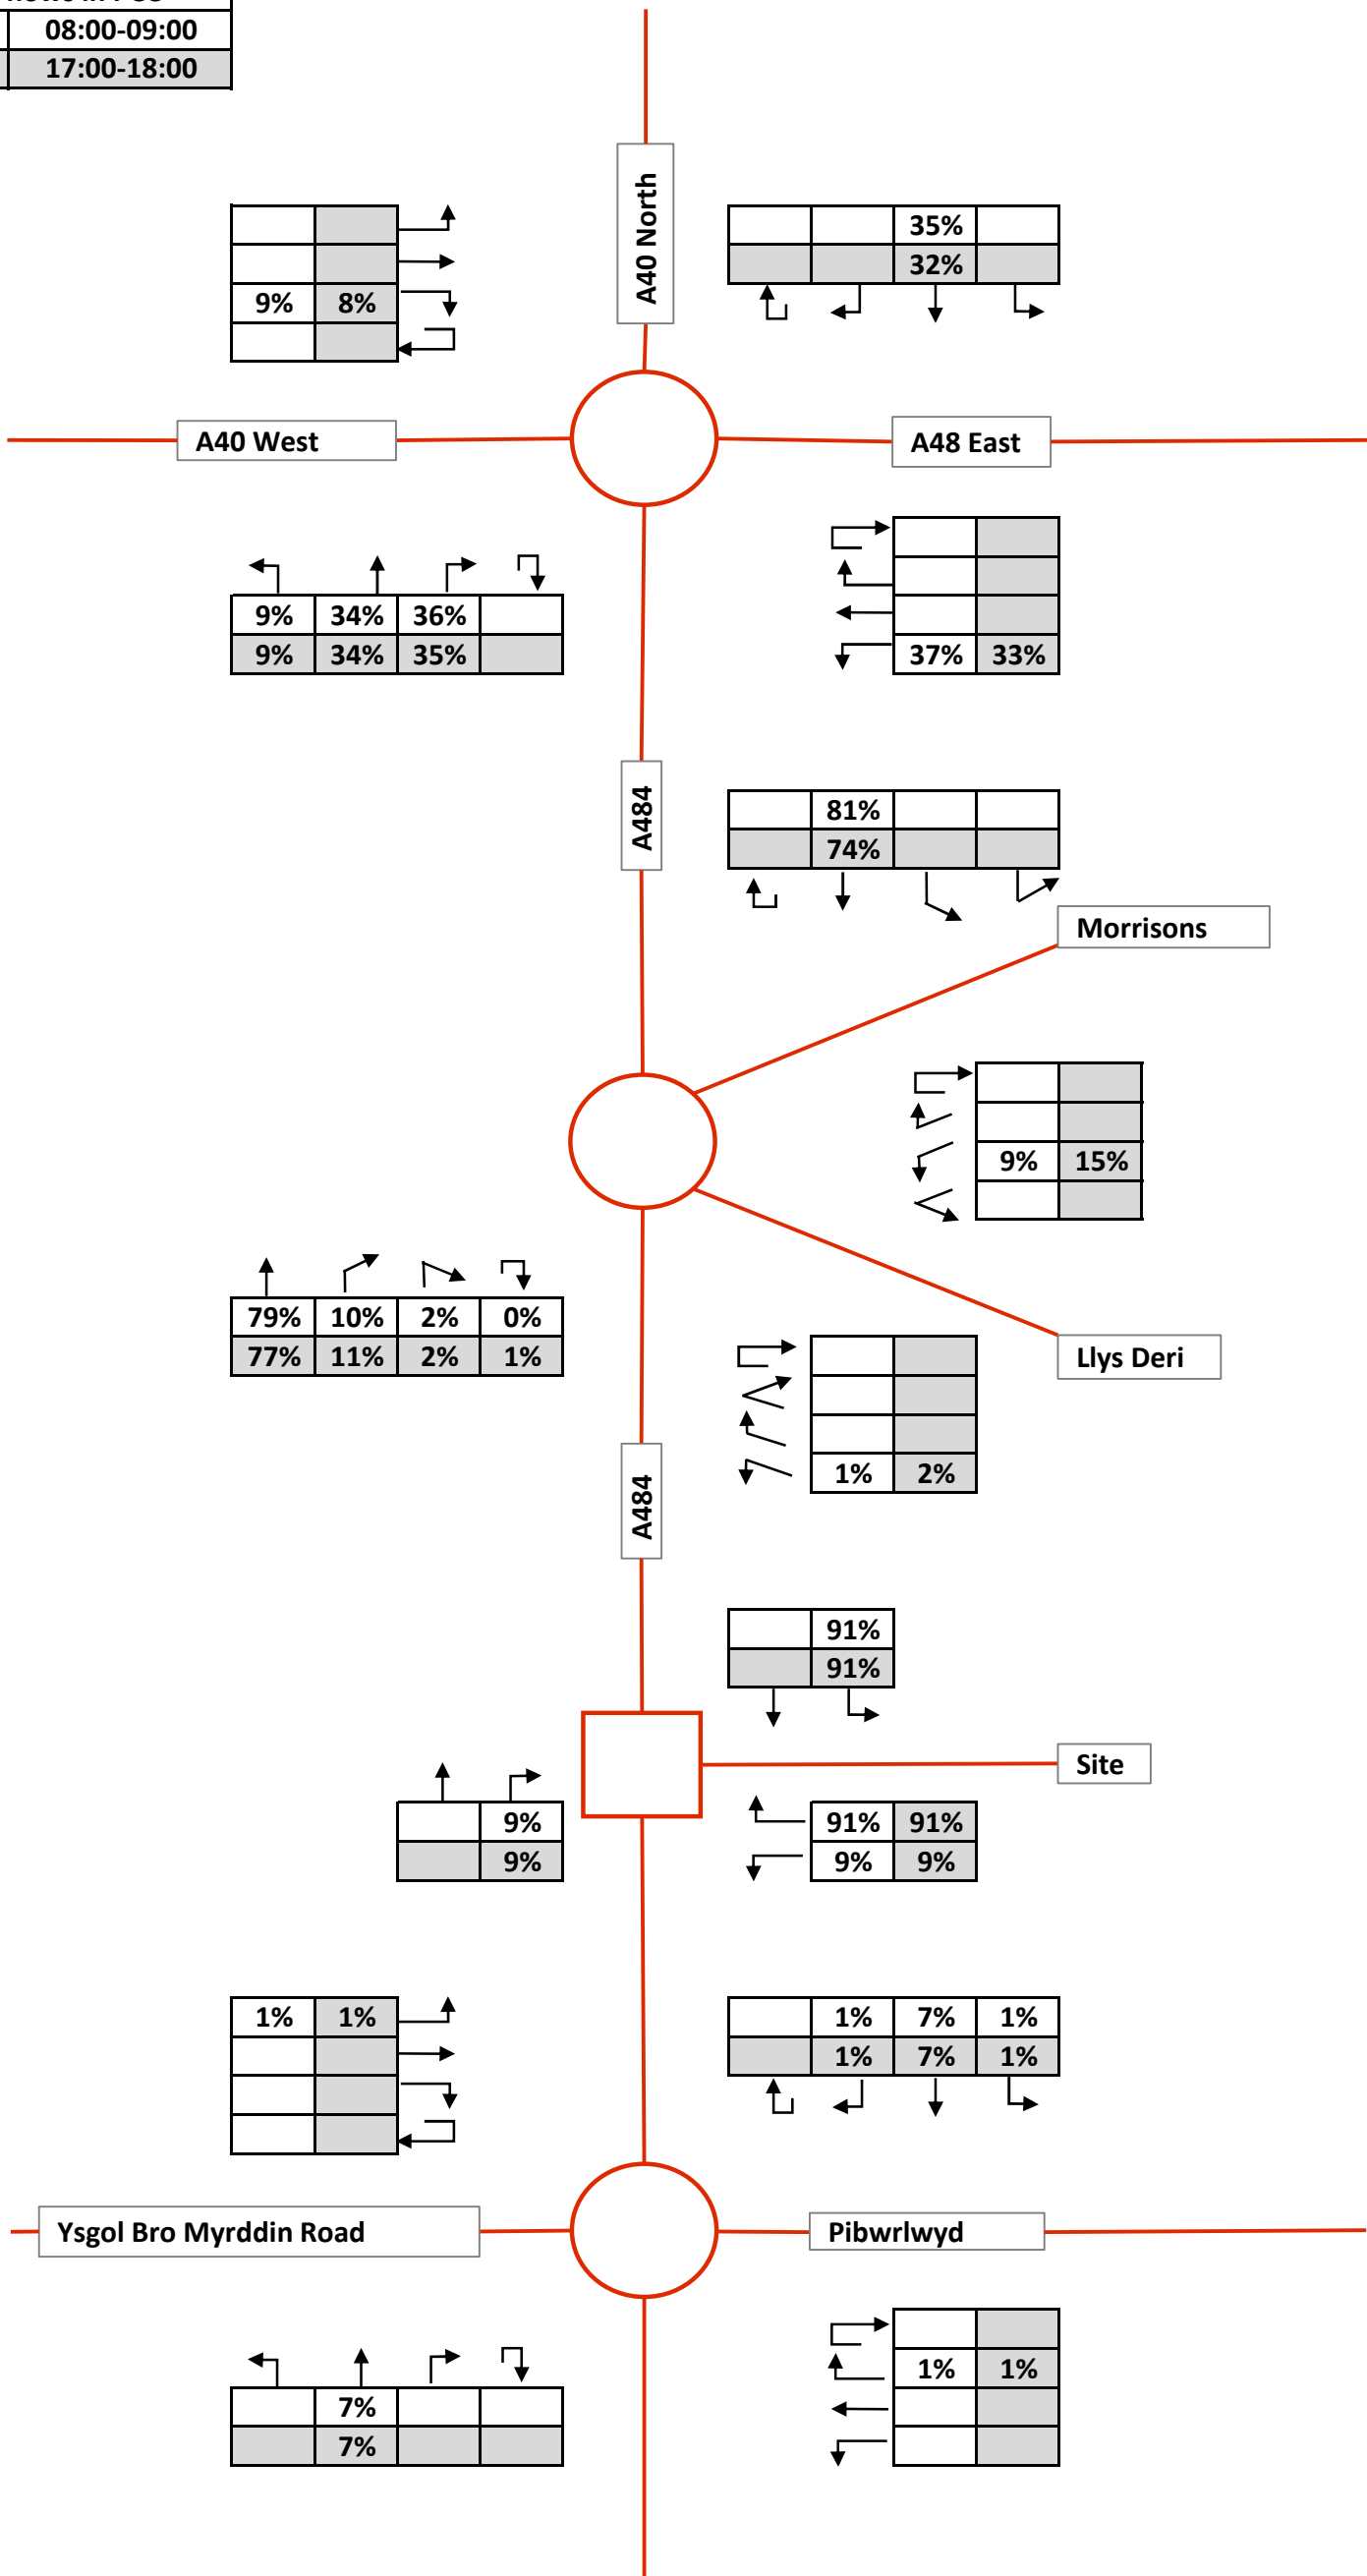 08:00-09:00
17:00-18:00
A40 North
35%
32%
9% 8%
A40 West
A48 East
9% 34% 36%
9% 34% 35%
37% 33%
A484
81%
74%
Morrisons
9% 15%
79% 10% 2% 0%
77% 11% 2% 1%
Llys Deri
1% 2%
A484
91%
91%
Site
9%
9%
91% 91%
9% 9%
1% 1%
1% 7% 1%
1% 7% 1%
Ysgol Bro Myrddin Road
Pibwrlwyd
1% 1%
7%
7%